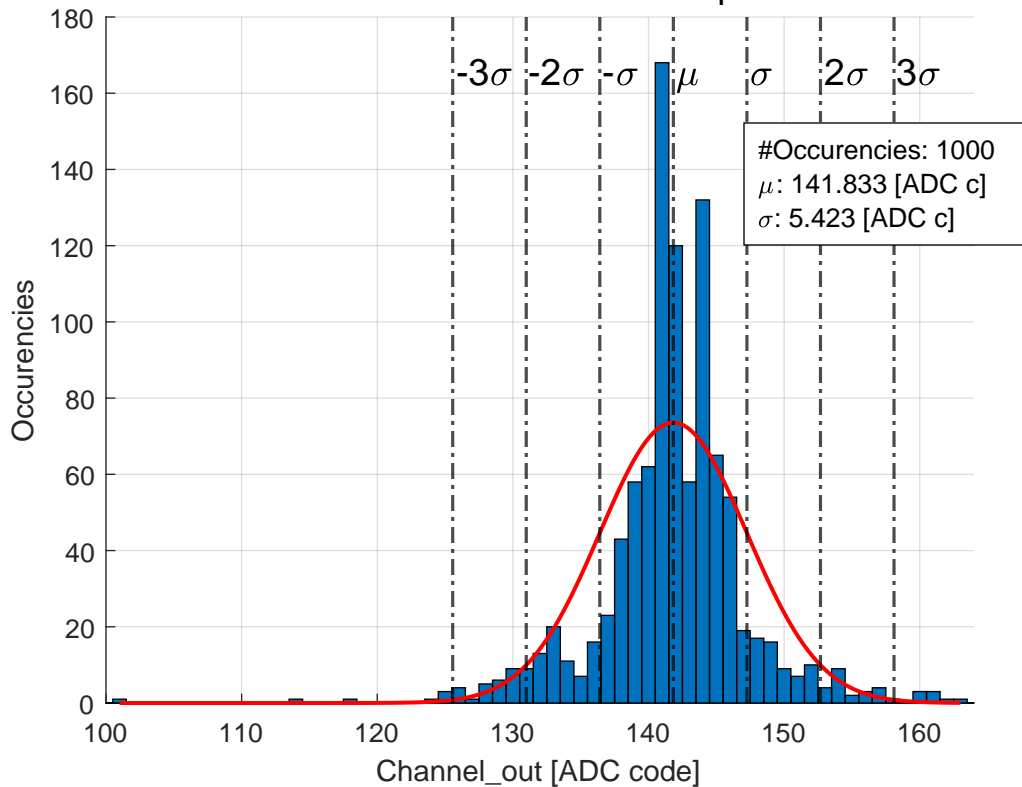 180
160
140
120
100
80
60
40
20
0
Occurencies
-3σ -2σ -σ μ σ 2σ 3σ
#Occurencies: 1000
μ: 141.833 [ADC c]
σ: 5.423 [ADC c]
100 110 120 130 140 150 160
Channel_out [ADC code]